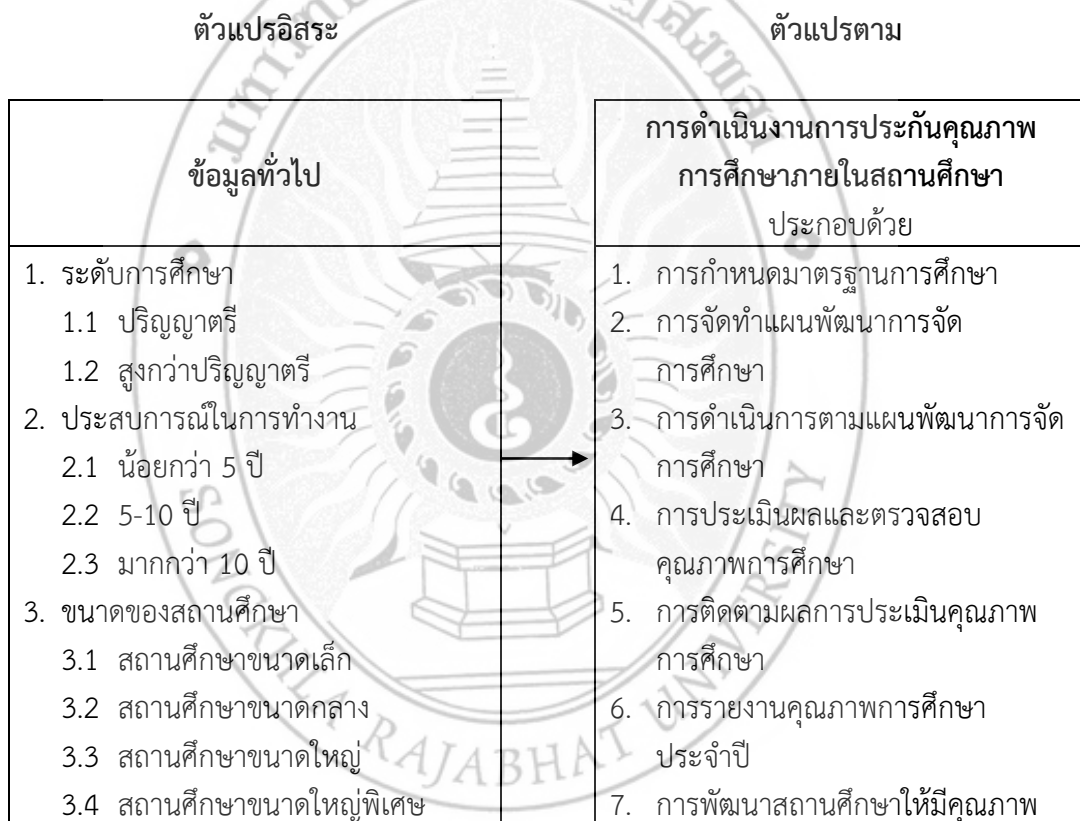 ตัวแปรอิสระ
ตัวแปรตาม
ข้อมูลทั่วไป
1. ระดับการศึกษา
1.1 ปริญญาตรี
1.2 สูงกว่าปริญญาตรี
2. ประสบการณ์ในการทำงาน
2.1 น้อยกว่า 5 ปี
2.2 5-10 ปี
2.3 มากกว่า 10 ปี
3. ขนาดของสถานศึกษา
3.1 สถานศึกษาขนาดเล็ก
3.2 สถานศึกษาขนาดกลาง
3.3 สถานศึกษาขนาดใหญ่
3.4 สถานศึกษาขนาดใหญ่พิเศษ
การดำเนินงานการประกันคุณภาพ
การศึกษาภายในสถานศึกษา
ประกอบด้วย
1. การกำหนดมาตรฐานการศึกษา
2. การจัดทำแผนพัฒนาการจัด
การศึกษา
3. การดำเนินการตามแผนพัฒนาการจัด
การศึกษา
4. การประเมินผลและตรวจสอบ
คุณภาพการศึกษา
5. การติดตามผลการประเมินคุณภาพ
การศึกษา
6. การรายงานคุณภาพการศึกษา
ประจำปี
7. การพัฒนาสถานศึกษาให้มีคุณภาพ
SONGKHLA RAJABHAT UNIVERSITY